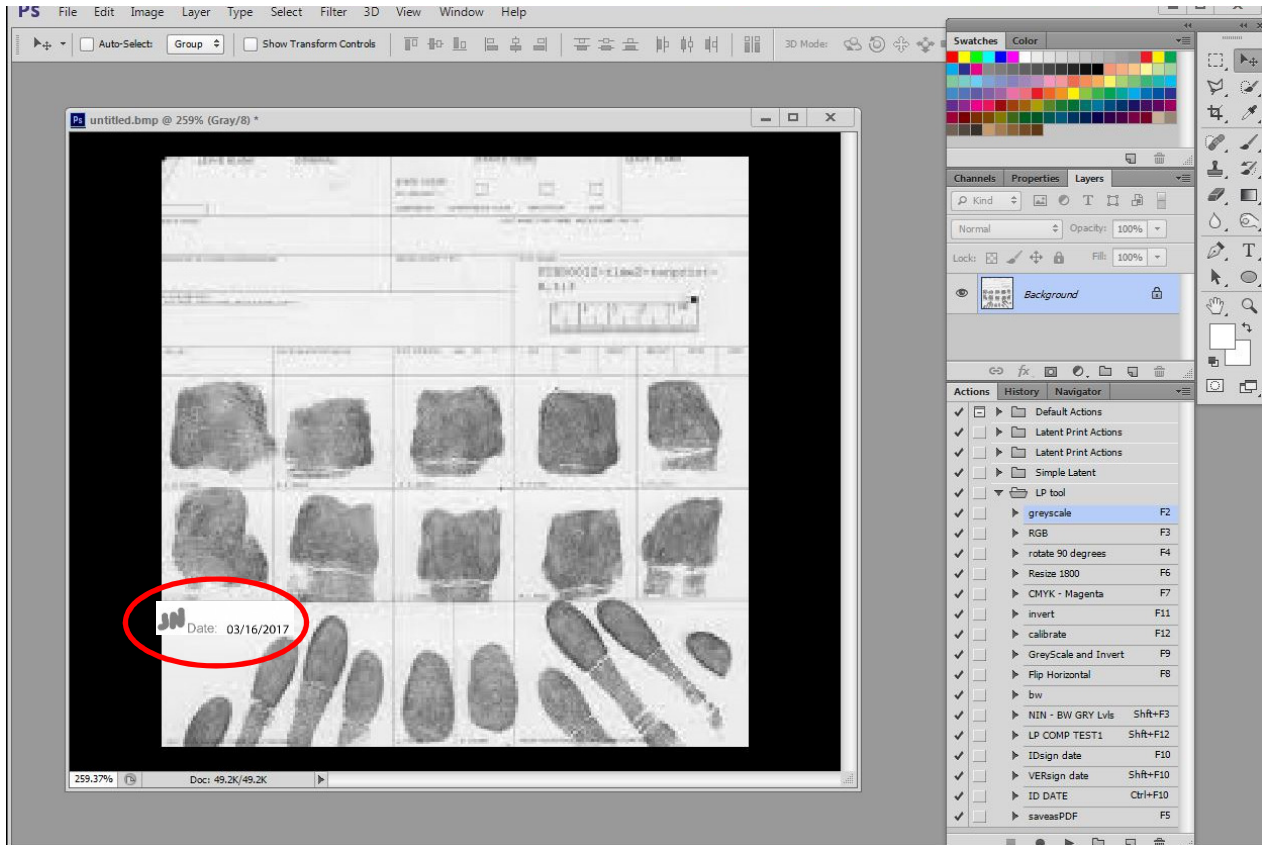 PS File Edit Image Layer Type Select Filter 3D View Window Help
Auto-Select: Group Show Transform Controls 3D Mode:
Swatches Color
untitled.bmp @ 259% (Gray/8) *
Channels Properties Layers
Kind
Normal Opacity: 100%
Lock: Fill: 100%
Background
Actions History Navigator
Default Actions
Latent Print Actions
Latent Print Actions
Simple Latent
LP tool
greyscale F2
RGB F3
rotate 90 degrees F4
Resize 1800 F6
CMYK - Magenta F7
invert F11
calibrate F12
GreyScale and Invert F9
Flip Horizontal F8
bw
NIN - BW GRY Lvls Shft+F3
LP COMP TEST1 Shft+F12
IDsign date F10
VERsign date Shft+F10
ID DATE Ctrl+F10
saveasPDF F5
JN Date: 03/16/2017
259.37% Doc: 49.2K/49.2K